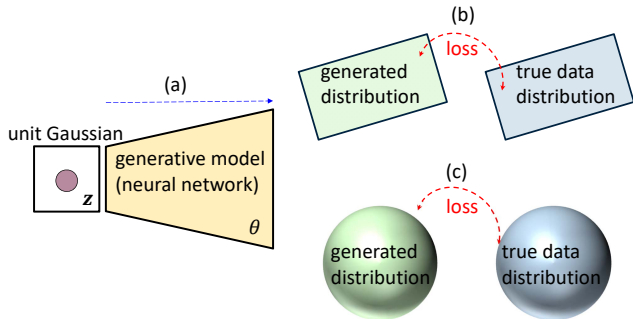 (a)
unit Gaussian
z
generative model
(neural network)
θ
(b)
loss
generated
distribution
true data
distribution
(c)
loss
generated
distribution
true data
distribution